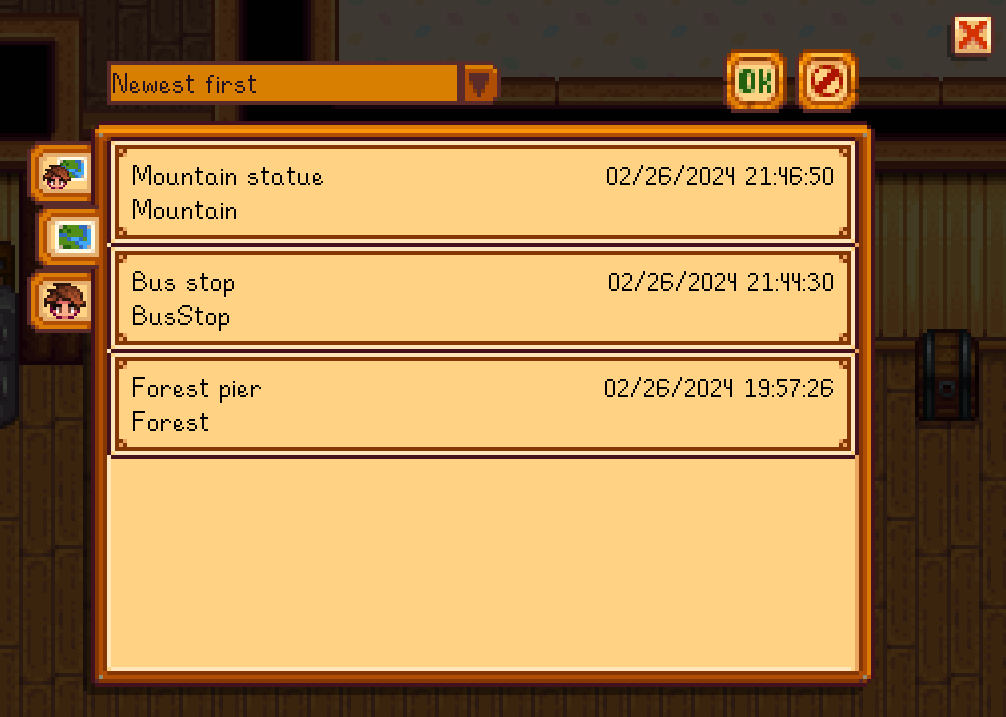 Newest first
OK
Mountain statue 02/26/2024 21:46:50
Mountain
Bus stop 02/26/2024 21:44:30
BusStop
Forest pier 02/26/2024 19:57:26
Forest